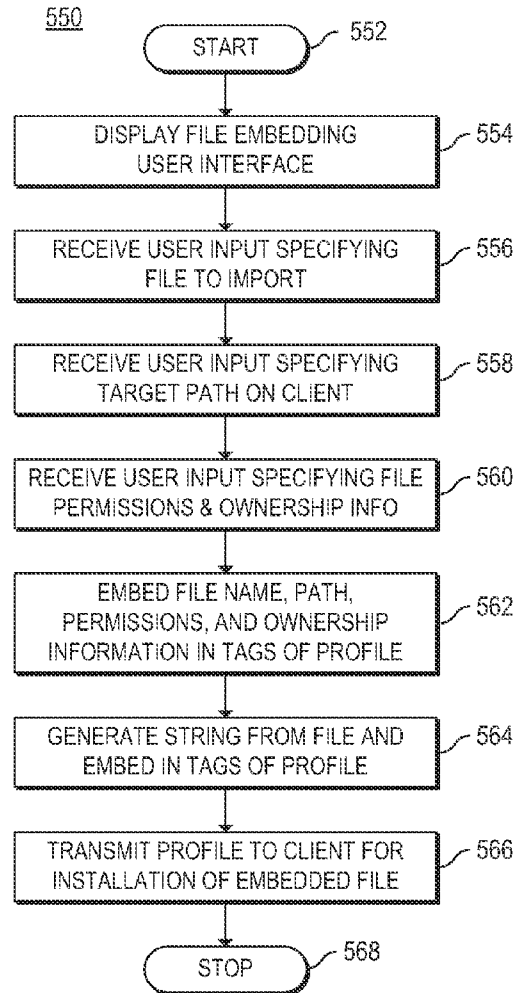 550
START
552
DISPLAY FILE EMBEDDING
USER INTERFACE
554
RECEIVE USER INPUT SPECIFYING
FILE TO IMPORT
556
RECEIVE USER INPUT SPECIFYING
TARGET PATH ON CLIENT
558
RECEIVE USER INPUT SPECIFYING FILE
PERMISSIONS & OWNERSHIP INFO
560
EMBED FILE NAME, PATH,
PERMISSIONS, AND OWNERSHIP
INFORMATION IN TAGS OF PROFILE
562
GENERATE STRING FROM FILE AND
EMBED IN TAGS OF PROFILE
564
TRANSMIT PROFILE TO CLIENT FOR
INSTALLATION OF EMBEDDED FILE
566
STOP
568